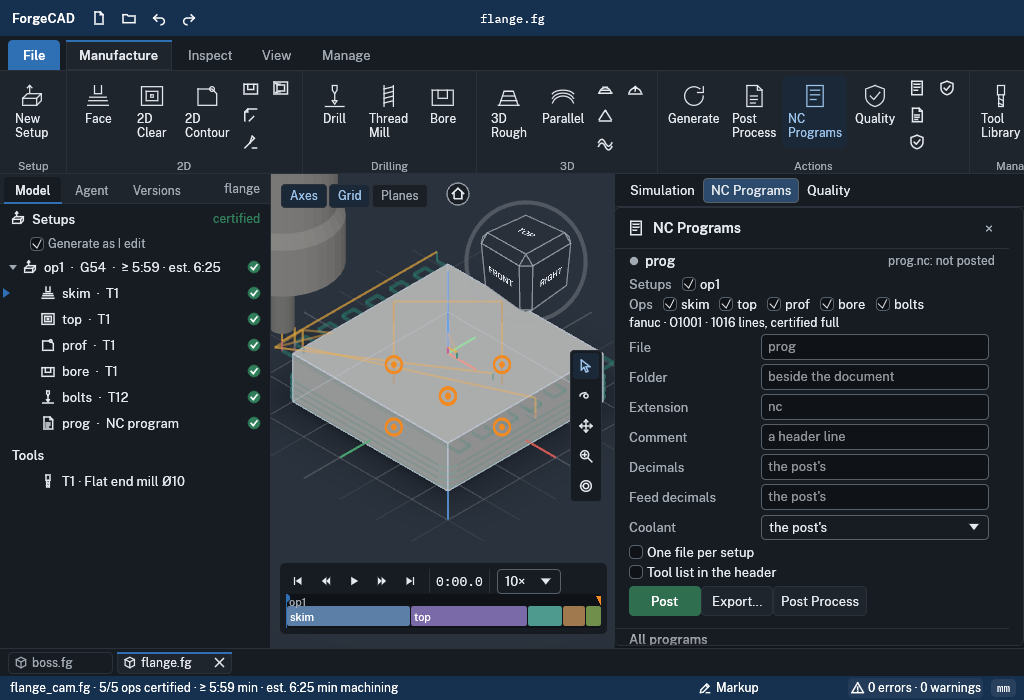 ForgeCAD
flange.fg
File
Manufacture
Inspect
View
Manage
New Setup
Face
2D Clear
2D Contour
Drill
Thread Mill
Bore
3D Rough
Parallel
Generate
Post Process
NC Programs
Quality
Tool Library
Setup
2D
Drilling
3D
Actions
Mana
Model
Agent
Versions
flange
Setups
certified
Generate as I edit
op1 · G54 · ≥ 5:59 · est. 6:25
skim · T1
top · T1
prof · T1
bore · T1
bolts · T12
prog · NC program
Tools
T1 · Flat end mill Ø10
Axes
Grid
Planes
TOP
FRONT
RIGHT
0:00.0
10×
op1
skim
top
Simulation
NC Programs
Quality
NC Programs
×
prog
prog.nc: not posted
Setups
op1
Ops
skim
top
prof
bore
bolts
fanuc · O1001 · 1016 lines, certified full
File
prog
Folder
beside the document
Extension
nc
Comment
a header line
Decimals
the post's
Feed decimals
the post's
Coolant
the post's
One file per setup
Tool list in the header
Post
Export...
Post Process
All programs
boss.fg
flange.fg
flange_cam.fg · 5/5 ops certified · ≥ 5:59 min · est. 6:25 min machining
Markup
0 errors · 0 warnings
mm